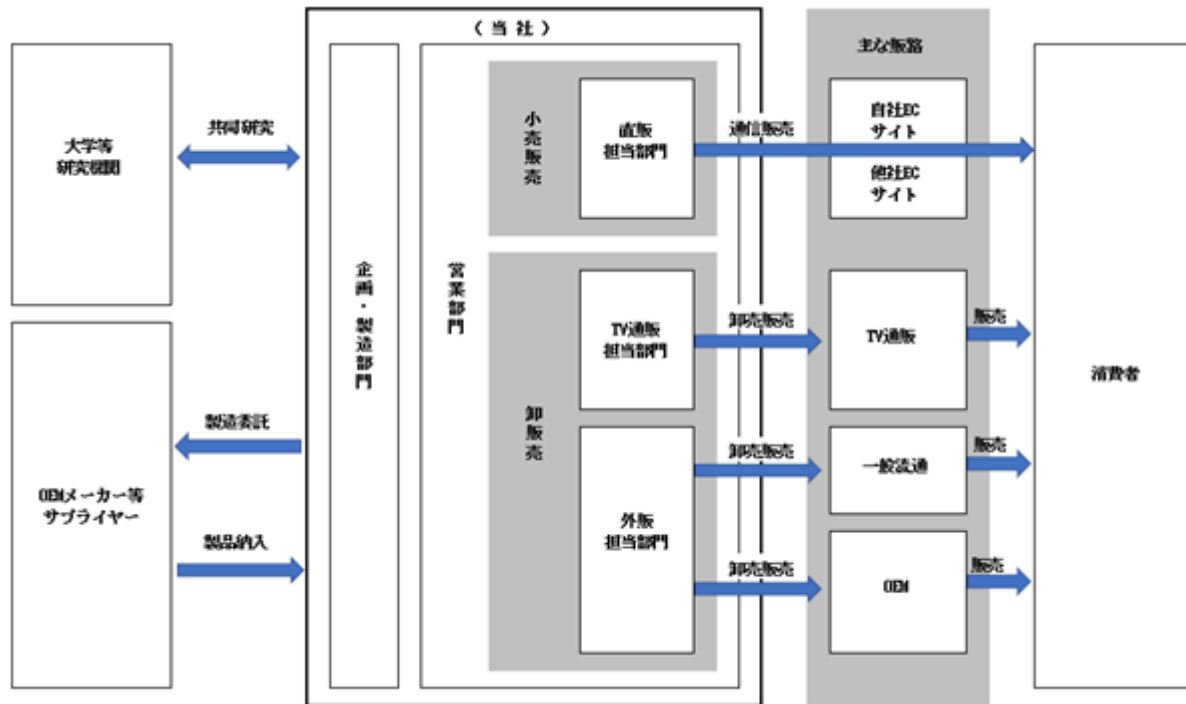 （当社）
主な販路
大学等
研究機関
共同研究
企画・製造部門
営業部門
小売販売
直販
担当部門
通信販売
自社EC
サイト
他社EC
サイト
卸販売
TV通販
担当部門
卸売販売
TV通販
販売
消費者
製造委託
OEMメーカー等
サプライヤー
製品納入
外販
担当部門
卸売販売
一般流通
販売
卸売販売
OEM
販売